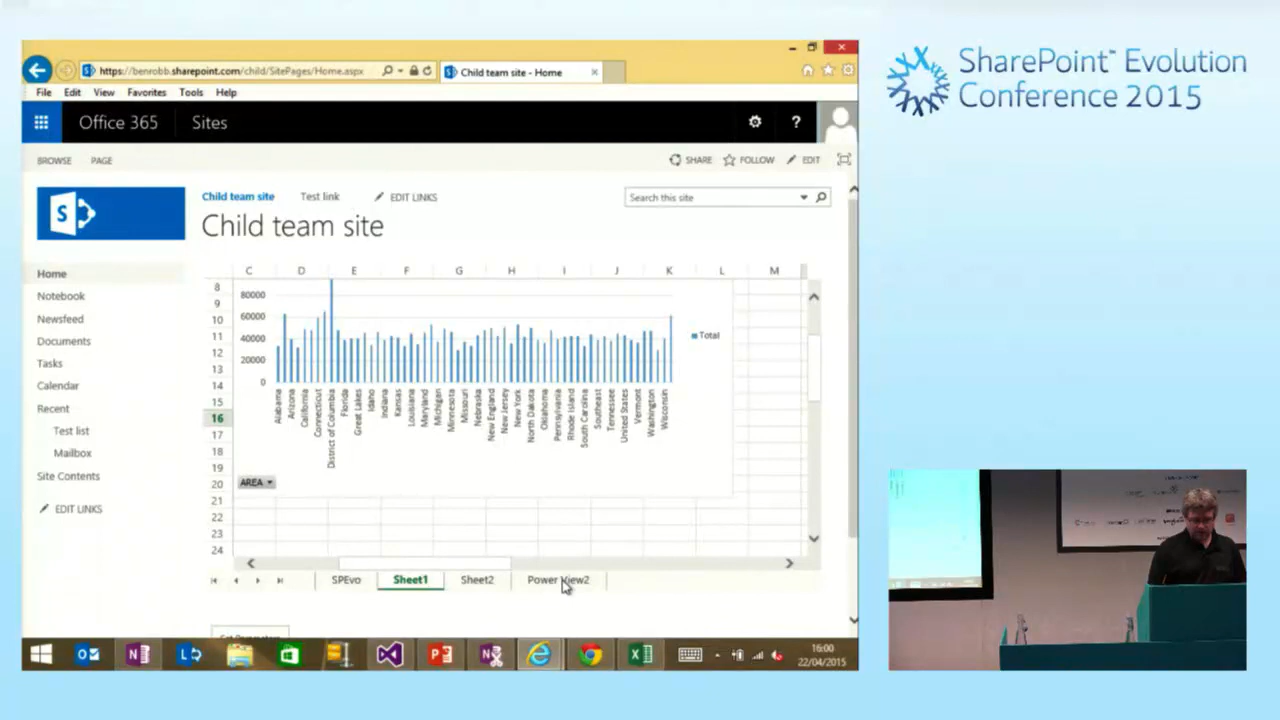 https://benrobb.sharepoint.com/child/SitePages/Home.aspx
Child team site - Home
File Edit View Favorites Tools Help
Office 365 Sites
BROWSE PAGE
SHARE FOLLOW EDIT
Child team site Test link EDIT LINKS
Search this site
Child team site
Home
Notebook
Newsfeed
Documents
Tasks
Calendar
Recent
Test list
Mailbox
Site Contents
EDIT LINKS
C D E F G H I J K L M
8
9
10
11
12
13
14
15
16
17
18
19
20
21
22
23
24
80000
60000
40000
20000
0
Total
Alabama
Arizona
California
Connecticut
District of Columbia
Florida
Great Lakes
Idaho
Indiana
Kansas
Louisiana
Maryland
Michigan
Minnesota
Missouri
Nebraska
New England
New Jersey
New York
North Dakota
Oklahoma
Pennsylvania
Rhode Island
South Carolina
Southeast
Tennessee
United States
Vermont
Washington
Wisconsin
AREA
SPEvo Sheet1 Sheet2 Power View2
16:00
22/04/2015
SharePoint™ Evolution
Conference 2015